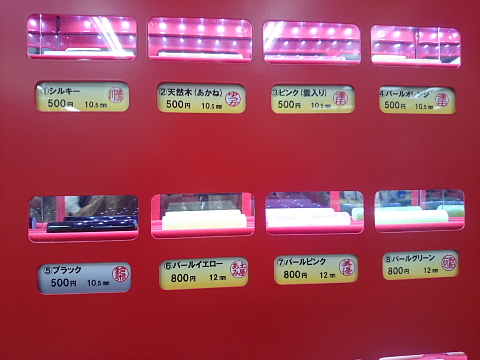 ①シルキー
500円 10.5㎜
②天然木(あかね)
500円 10.5㎜
③ピンク(雲入り)
500円 10.5㎜
④パールオレンジ
500円 10.5㎜
⑤ブラック
500円 10.5㎜
⑥パールイエロー
800円 12㎜
⑦パールピンク
800円 12㎜
⑧パールグリーン
800円 12㎜